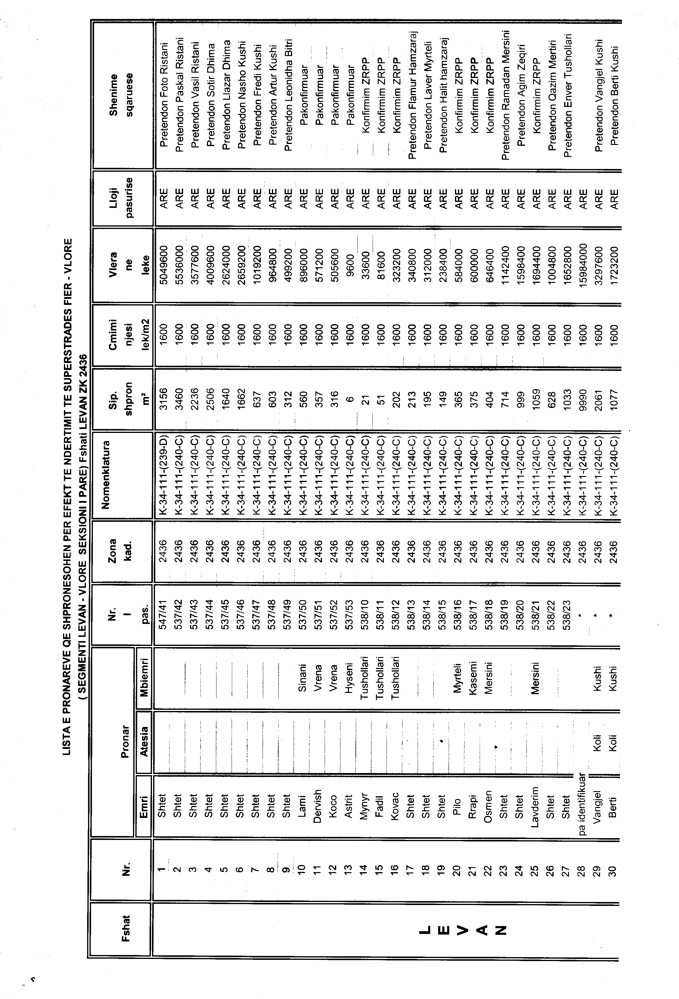 LISTA E PRONAREVE QE SHPRONESOHEN PER EFEKT TE NDERTIMIT TE SUPERSTRADES FIER - VLORE
( SEGMENTI LEVAN - VLORE SEKSIONI I PARE) Fshati LEVAN ZK 2436
Fshat Nr. Pronar Nr. I pas. Zona kad. Nomenklatura Sip. shpron m² Cmimi njesi lek/m2 Vlera ne leke Lloji pasurise Shenime sqaruese
Emri Atesia Mbiemri
LEVAN
1 Shtet 547/41 2436 K-34-111-(239-D) 3156 1600 5049600 ARE Pretendon Foto Ristani
2 Shtet 537/42 2436 K-34-111-(240-C) 3460 1600 5536000 ARE Pretendon Paskal Ristani
3 Shtet 537/43 2436 K-34-111-(240-C) 2236 1600 3577600 ARE Pretendon Vasil Ristani
4 Shtet 537/44 2436 K-34-111-(240-C) 2506 1600 4009600 ARE Pretendon Sotir Dhima
5 Shtet 537/45 2436 K-34-111-(240-C) 1640 1600 2624000 ARE Pretendon Llazar Dhima
6 Shtet 537/46 2436 K-34-111-(240-C) 1662 1600 2659200 ARE Pretendon Nasho Kushi
7 Shtet 537/47 2436 K-34-111-(240-C) 637 1600 1019200 ARE Pretendon Fredi Kushi
8 Shtet 537/48 2436 K-34-111-(240-C) 603 1600 964800 ARE Pretendon Artur Kushi
9 Shtet 537/49 2436 K-34-111-(240-C) 312 1600 499200 ARE Pretendon Leonidha Bitri
10 Lami Sinani 537/50 2436 K-34-111-(240-C) 560 1600 896000 ARE Pakonfirmuar
11 Dervish Vrena 537/51 2436 K-34-111-(240-C) 357 1600 571200 ARE Pakonfirmuar
12 Koco Vrena 537/52 2436 K-34-111-(240-C) 316 1600 505600 ARE Pakonfirmuar
13 Astrit Hyseni 537/53 2436 K-34-111-(240-C) 6 1600 9600 ARE Pakonfirmuar
14 Mynyr Tushollari 538/10 2436 K-34-111-(240-C) 21 1600 33600 ARE Konfirmim ZRPP
15 Fadil Tushollari 538/11 2436 K-34-111-(240-C) 51 1600 81600 ARE Konfirmim ZRPP
16 Kovac Tushollari 538/12 2436 K-34-111-(240-C) 202 1600 323200 ARE Konfirmim ZRPP
17 Shtet 538/13 2436 K-34-111-(240-C) 213 1600 340800 ARE Pretendon Flamur Hamzaraj
18 Shtet 538/14 2436 K-34-111-(240-C) 195 1600 312000 ARE Pretendon Laver Myrteli
19 Shtet 538/15 2436 K-34-111-(240-C) 149 1600 238400 ARE Pretendon Halit hamzaraj
20 Pilo Myrteli 538/16 2436 K-34-111-(240-C) 365 1600 584000 ARE Konfirmim ZRPP
21 Rrapi Kasemi 538/17 2436 K-34-111-(240-C) 375 1600 600000 ARE Konfirmim ZRPP
22 Osmen Mersini 538/18 2436 K-34-111-(240-C) 404 1600 646400 ARE Konfirmim ZRPP
23 Shtet 538/19 2436 K-34-111-(240-C) 714 1600 1142400 ARE Pretendon Ramadan Mersini
24 Shtet 538/20 2436 K-34-111-(240-C) 999 1600 1598400 ARE Pretendon Agim Zeqiri
25 Lavderim Mersini 538/21 2436 K-34-111-(240-C) 1059 1600 1694400 ARE Konfirmim ZRPP
26 Shtet 538/22 2436 K-34-111-(240-C) 628 1600 1004800 ARE Pretendon Qazim Mertiri
27 Shtet 538/23 2436 K-34-111-(240-C) 1033 1600 1652800 ARE Pretendon Enver Tushollari
28 pa identifikuar * 2436 K-34-111-(240-C) 9990 1600 15984000 ARE
29 Vangjel Koli Kushi * 2436 K-34-111-(240-C) 2061 1600 3297600 ARE Pretendon Vangjel Kushi
30 Berti Koli Kushi * 2436 K-34-111-(240-C) 1077 1600 1723200 ARE Pretendon Berti Kushi